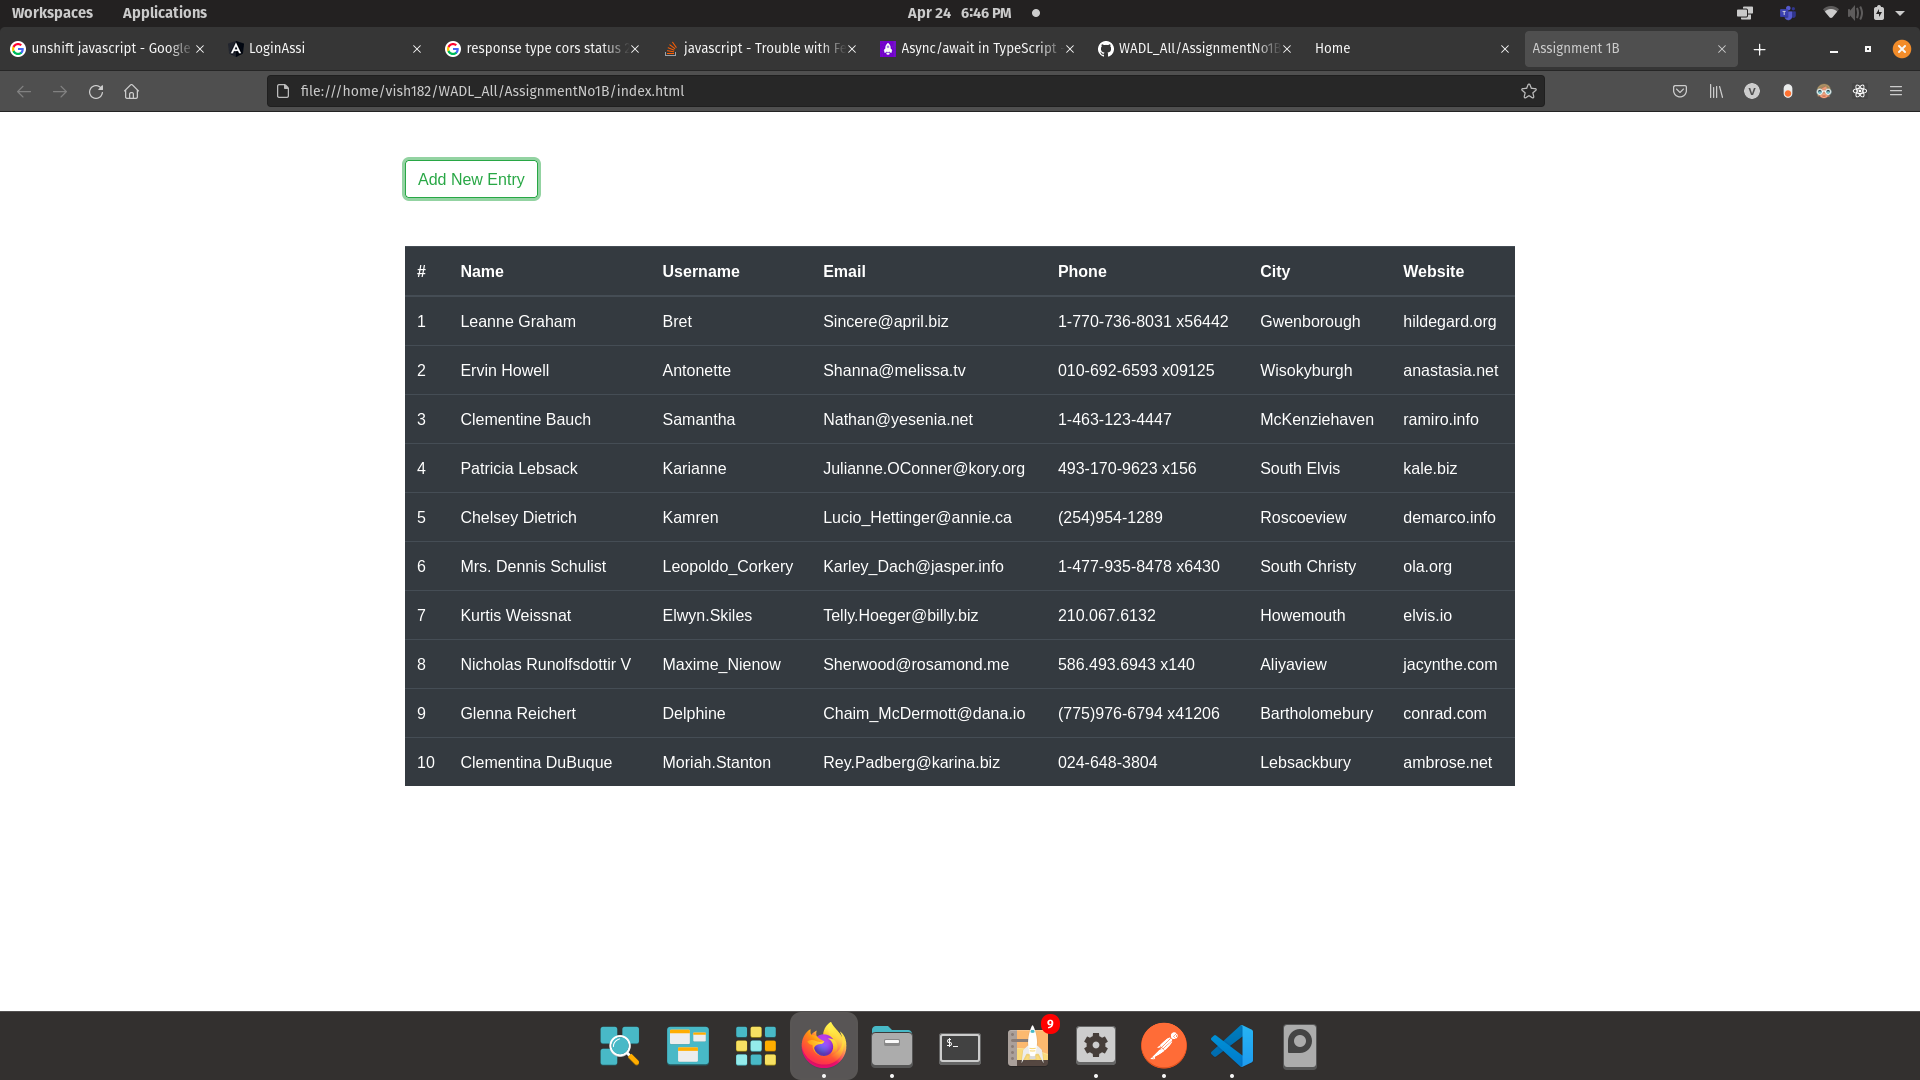 Workspaces Applications Apr 24 6:46 PM
unshift javascript - Google LoginAssi response type cors status javascript - Trouble with Fe Async/await in TypeScript WADL_All/AssignmentNo1B Home Assignment 1B
file:///home/vish182/WADL_All/AssignmentNo1B/index.html
Add New Entry
# Name Username Email Phone City Website
1 Leanne Graham Bret Sincere@april.biz 1-770-736-8031 x56442 Gwenborough hildegard.org
2 Ervin Howell Antonette Shanna@melissa.tv 010-692-6593 x09125 Wisokyburgh anastasia.net
3 Clementine Bauch Samantha Nathan@yesenia.net 1-463-123-4447 McKenziehaven ramiro.info
4 Patricia Lebsack Karianne Julianne.OConner@kory.org 493-170-9623 x156 South Elvis kale.biz
5 Chelsey Dietrich Kamren Lucio_Hettinger@annie.ca (254)954-1289 Roscoeview demarco.info
6 Mrs. Dennis Schulist Leopoldo_Corkery Karley_Dach@jasper.info 1-477-935-8478 x6430 South Christy ola.org
7 Kurtis Weissnat Elwyn.Skiles Telly.Hoeger@billy.biz 210.067.6132 Howemouth elvis.io
8 Nicholas Runolfsdottir V Maxime_Nienow Sherwood@rosamond.me 586.493.6943 x140 Aliyaview jacynthe.com
9 Glenna Reichert Delphine Chaim_McDermott@dana.io (775)976-6794 x41206 Bartholomebury conrad.com
10 Clementina DuBuque Moriah.Stanton Rey.Padberg@karina.biz 024-648-3804 Lebsackbury ambrose.net
$_ 9